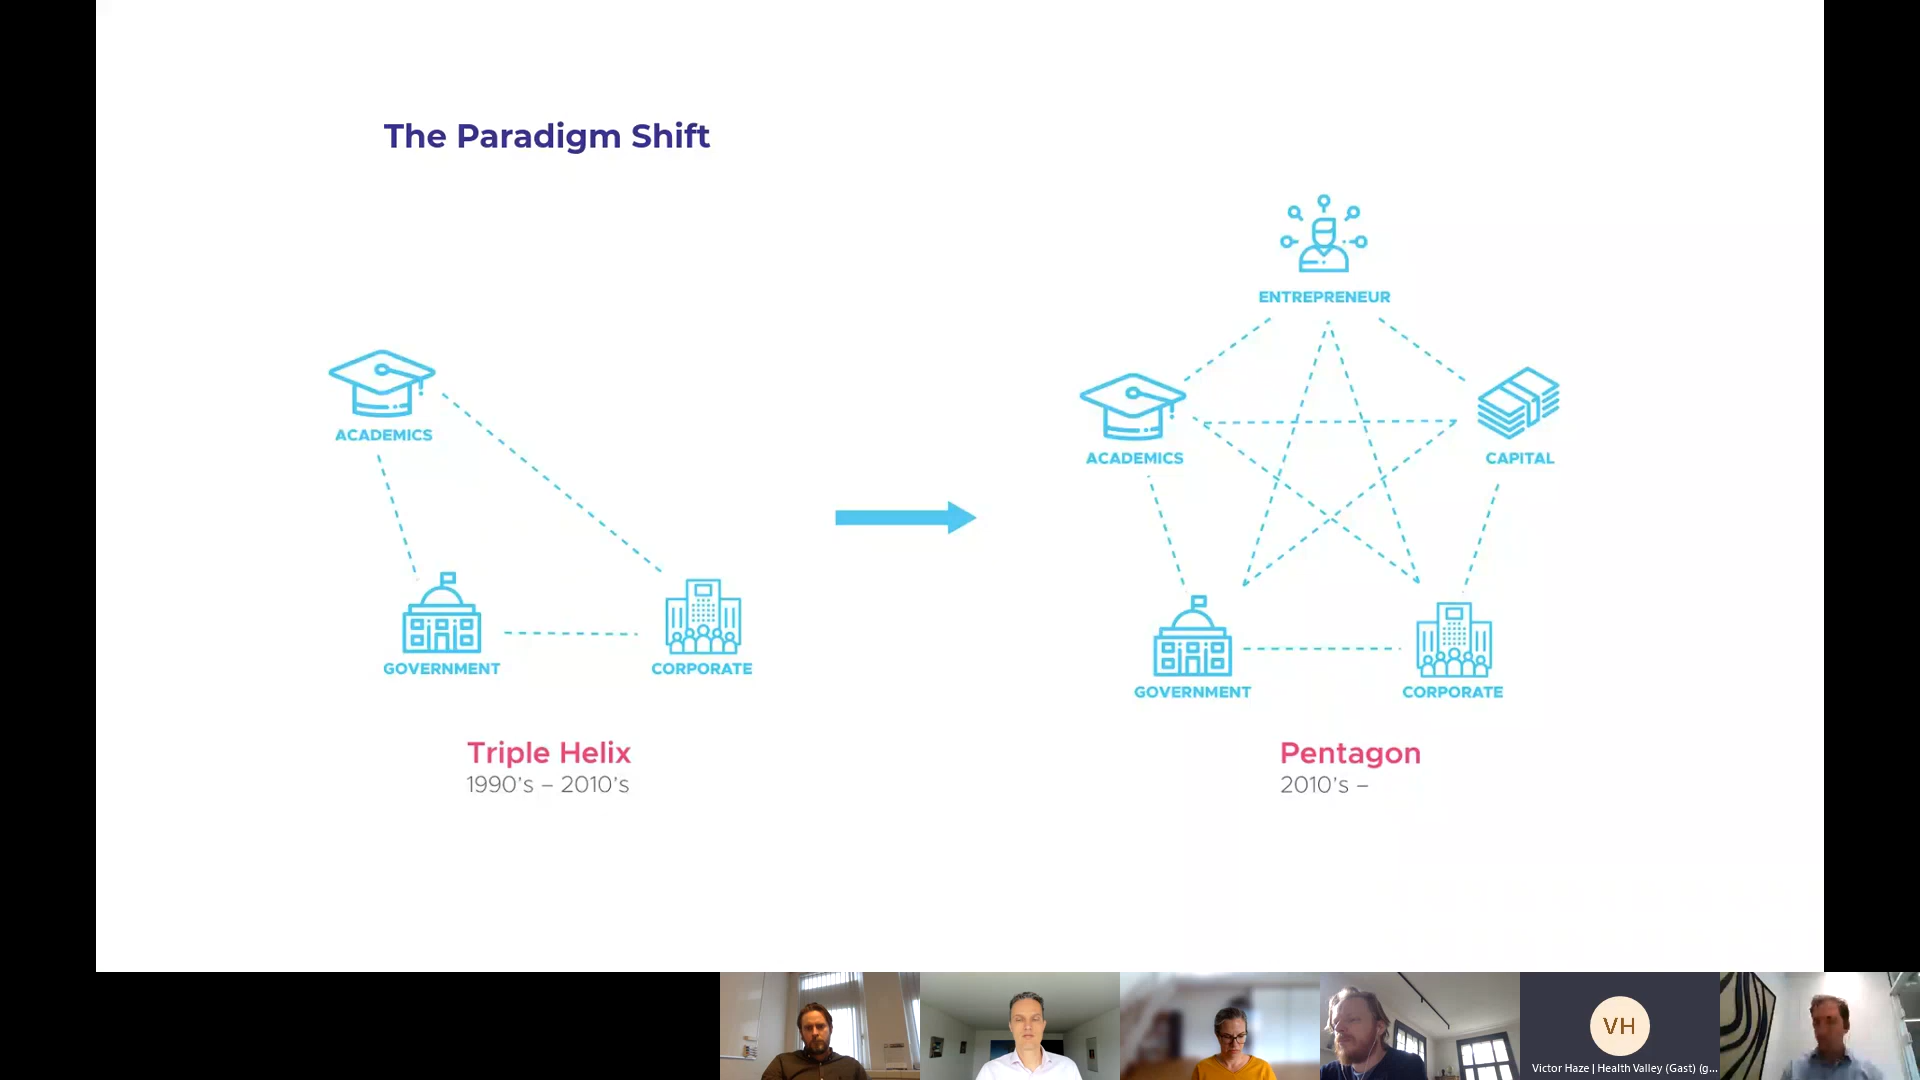 The Paradigm Shift
ACADEMICS
GOVERNMENT
CORPORATE
Triple Helix
1990's – 2010's
ENTREPRENEUR
ACADEMICS
CAPITAL
GOVERNMENT
CORPORATE
Pentagon
2010's –
VH
Victor Haze | Health Valley (Gast) (g...